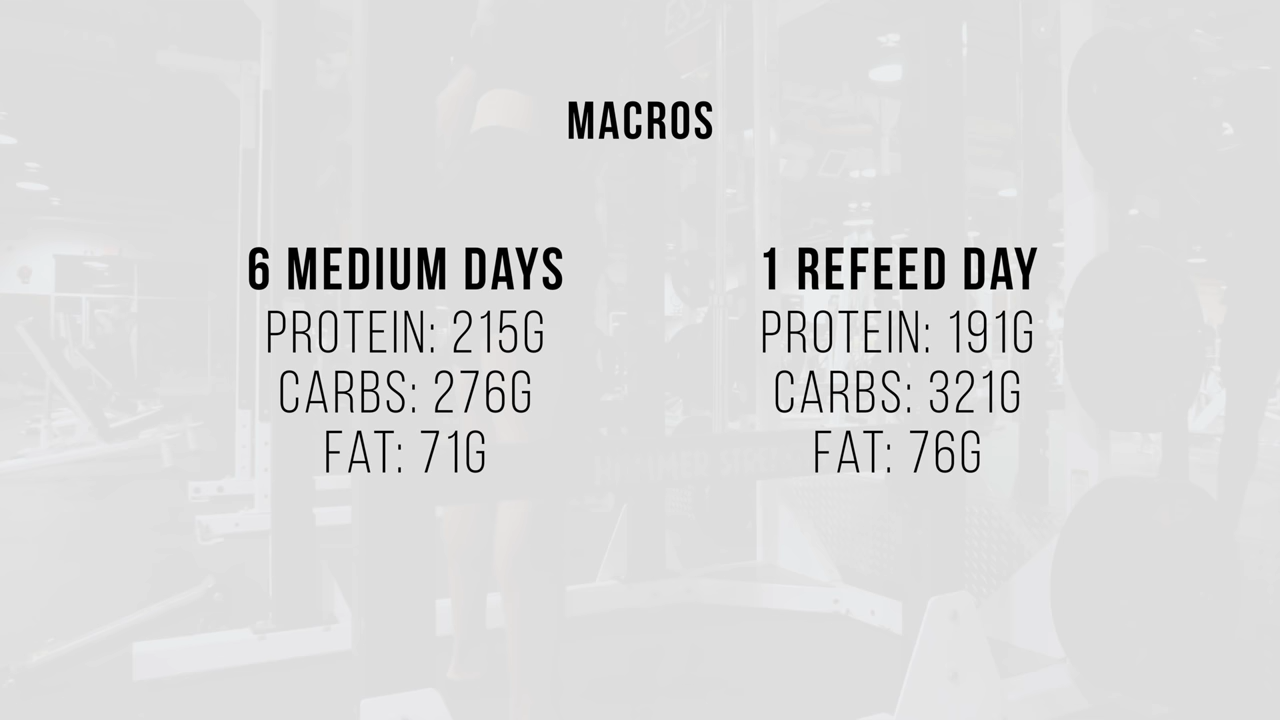 MACROS
6 MEDIUM DAYS
PROTEIN: 215G
CARBS: 276G
FAT: 71G
1 REFEED DAY
PROTEIN: 191G
CARBS: 321G
FAT: 76G